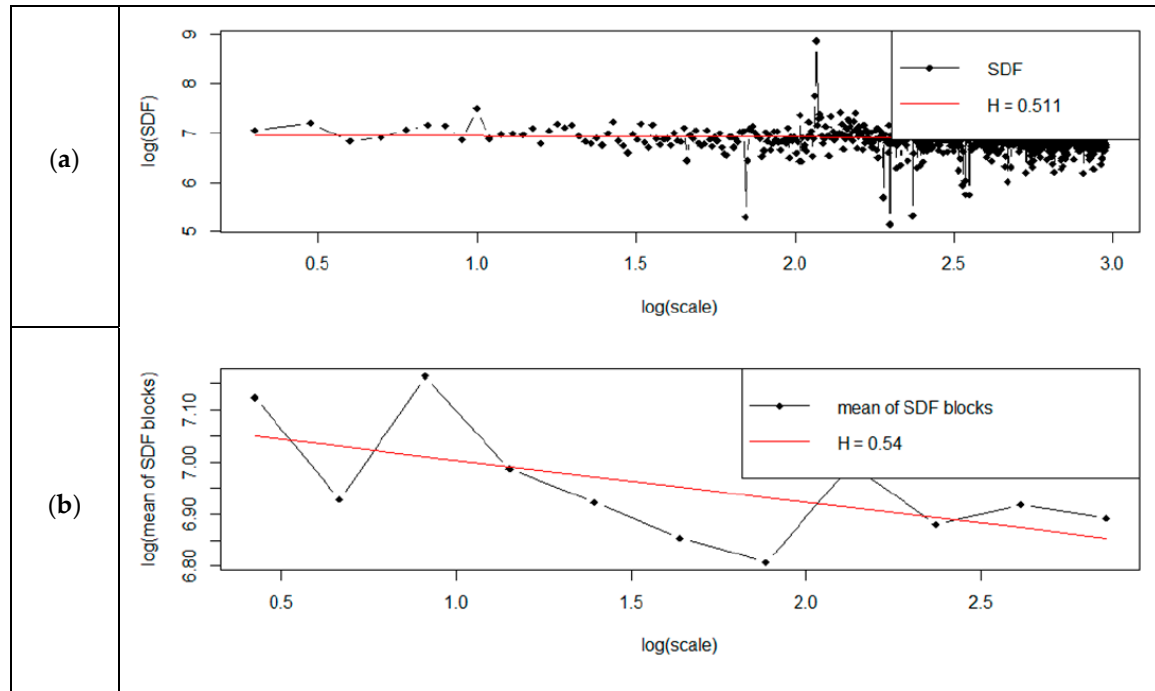 (a)
log(SDF)
9
8
7
6
5
SDF
H = 0.511
0.5 1.0 1.5 2.0 2.5 3.0
log(scale)
(b)
log(mean of SDF blocks)
7.10
7.00
6.90
6.80
mean of SDF blocks
H = 0.54
0.5 1.0 1.5 2.0 2.5
log(scale)